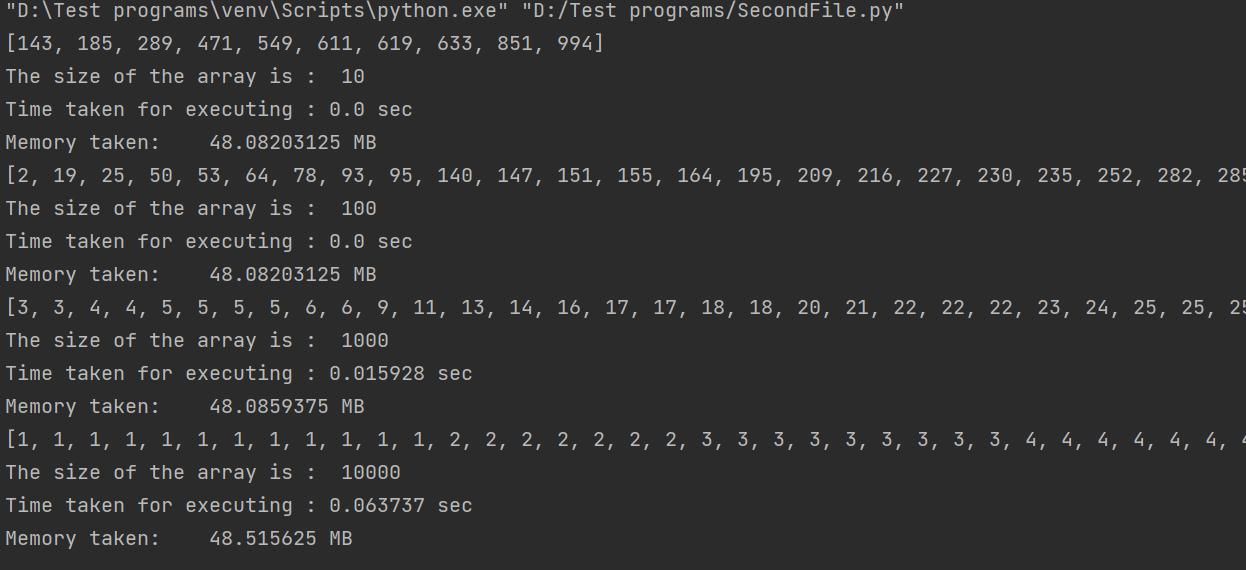 "D:\Test programs\venv\Scripts\python.exe" "D:/Test programs/SecondFile.py"
[143, 185, 289, 471, 549, 611, 619, 633, 851, 994]
The size of the array is :  10
Time taken for executing : 0.0 sec
Memory taken:    48.08203125 MB
[2, 19, 25, 50, 53, 64, 78, 93, 95, 140, 147, 151, 155, 164, 195, 209, 216, 227, 230, 235, 252, 282, 285
The size of the array is :  100
Time taken for executing : 0.0 sec
Memory taken:    48.08203125 MB
[3, 3, 4, 4, 5, 5, 5, 5, 6, 6, 9, 11, 13, 14, 16, 17, 17, 18, 18, 20, 21, 22, 22, 22, 23, 24, 25, 25, 25
The size of the array is :  1000
Time taken for executing : 0.015928 sec
Memory taken:    48.0859375 MB
[1, 1, 1, 1, 1, 1, 1, 1, 1, 1, 1, 1, 2, 2, 2, 2, 2, 2, 2, 3, 3, 3, 3, 3, 3, 3, 3, 3, 4, 4, 4, 4, 4, 4, 4
The size of the array is :  10000
Time taken for executing : 0.063737 sec
Memory taken:    48.515625 MB